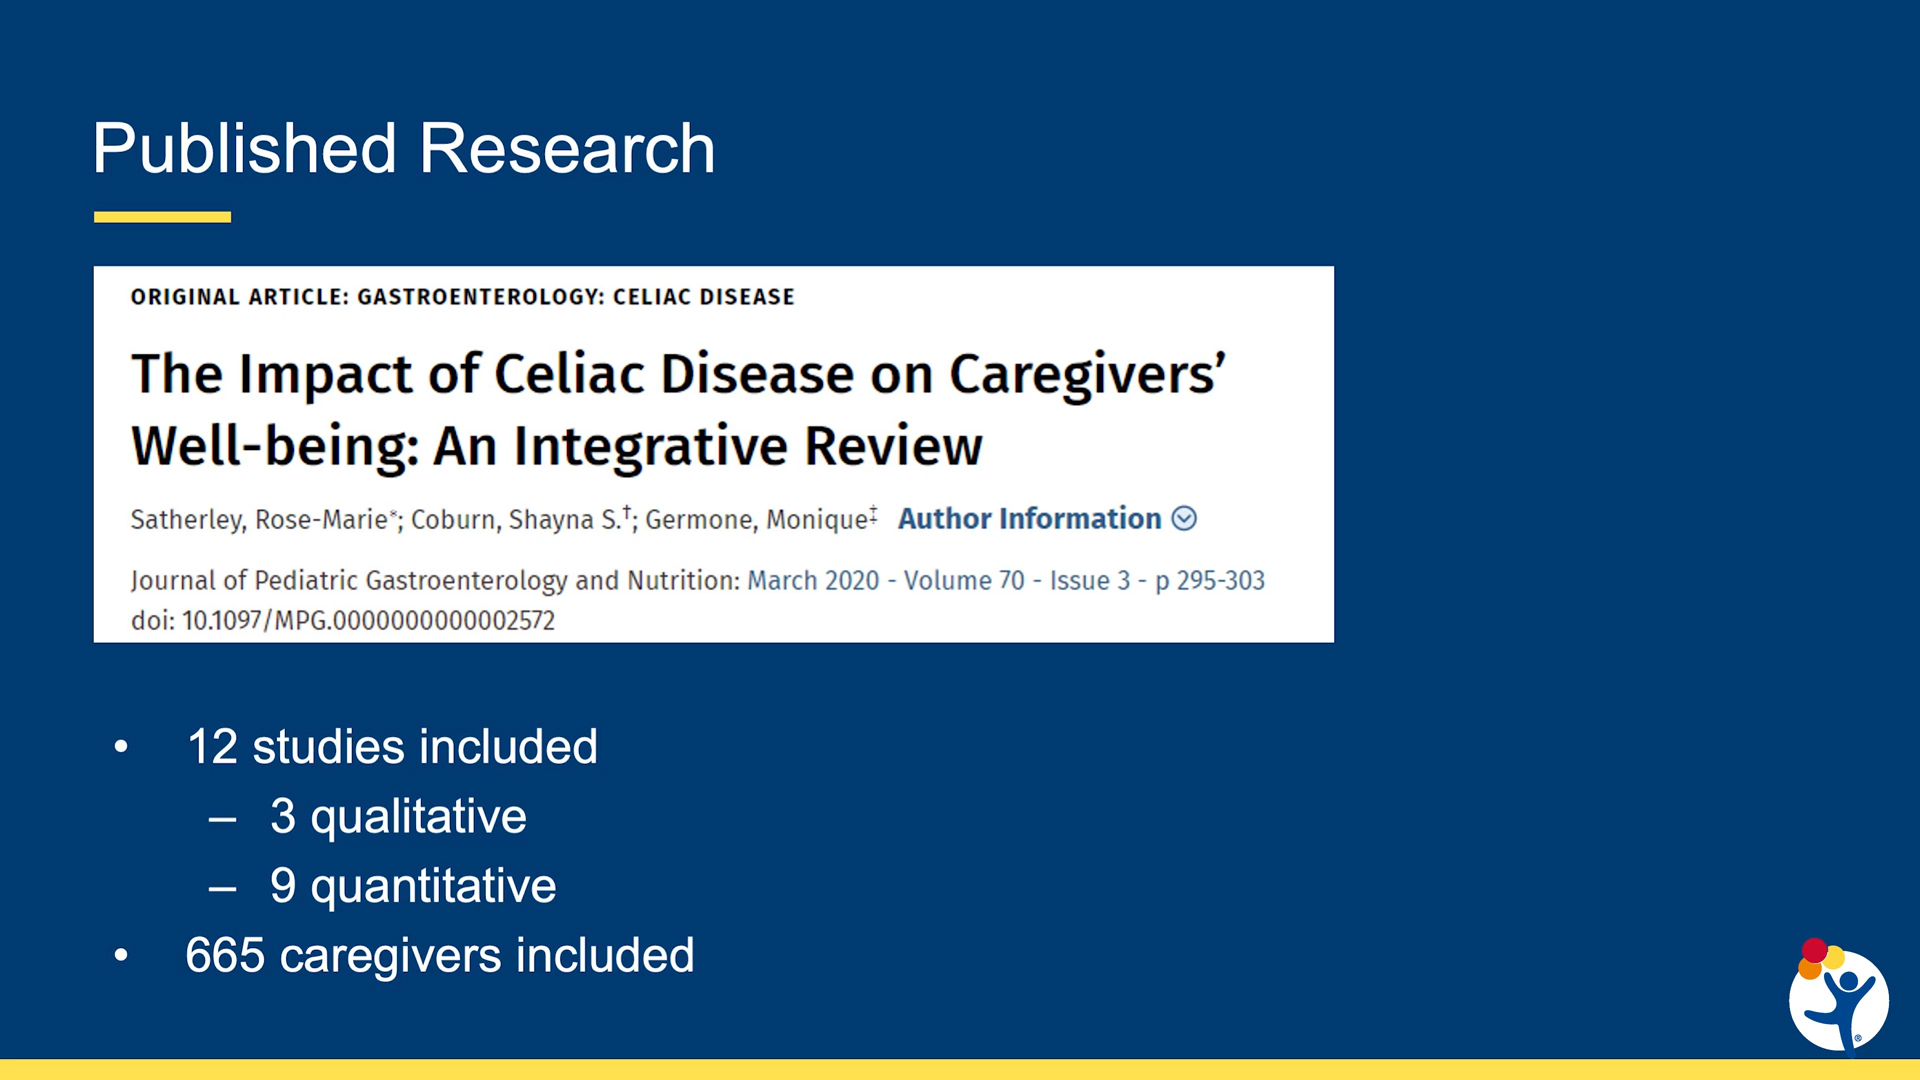 Published Research
ORIGINAL ARTICLE: GASTROENTEROLOGY: CELIAC DISEASE
The Impact of Celiac Disease on Caregivers’
Well-being: An Integrative Review
Satherley, Rose-Marie*; Coburn, Shayna S.†; Germone, Monique‡ Author Information
Journal of Pediatric Gastroenterology and Nutrition: March 2020 - Volume 70 - Issue 3 - p 295-303
doi: 10.1097/MPG.0000000000002572
• 12 studies included
– 3 qualitative
– 9 quantitative
• 665 caregivers included
®